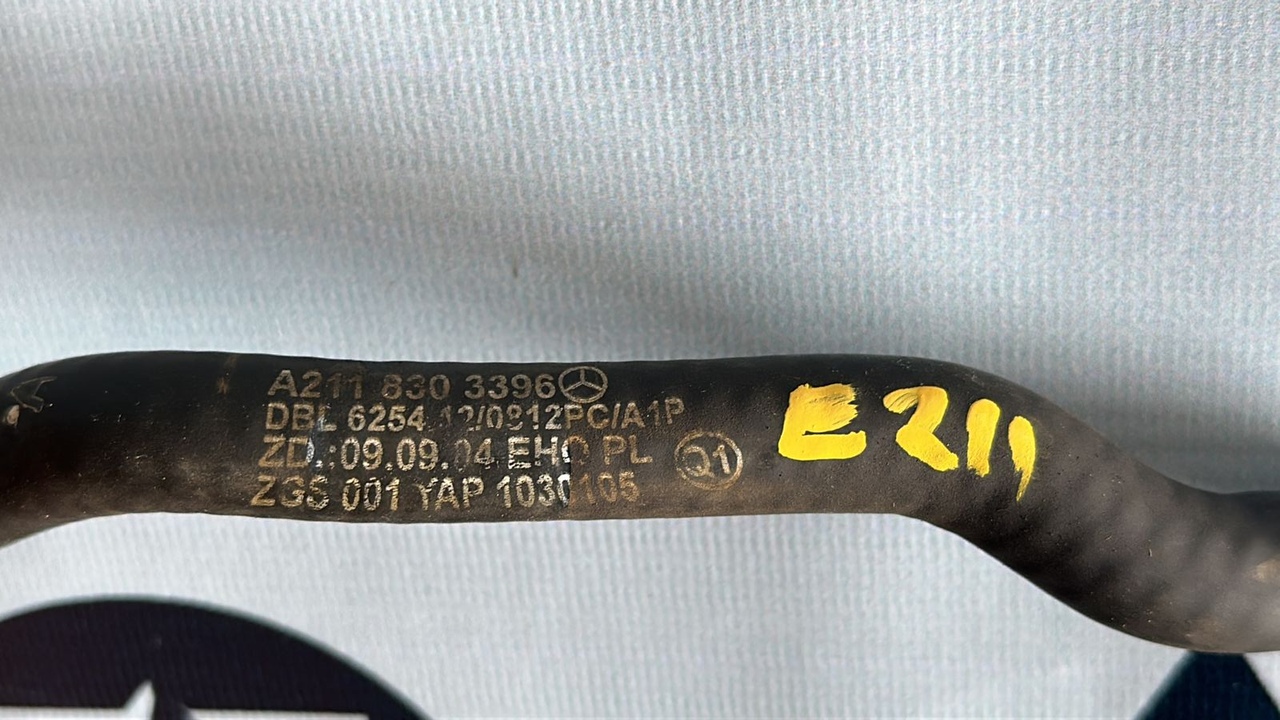 A211 830 3396
DBL 6254.12/0812PC/A1P
ZD.:09.09.04 EHO PL
Q1
ZGS 001 YAP 1030105
E211